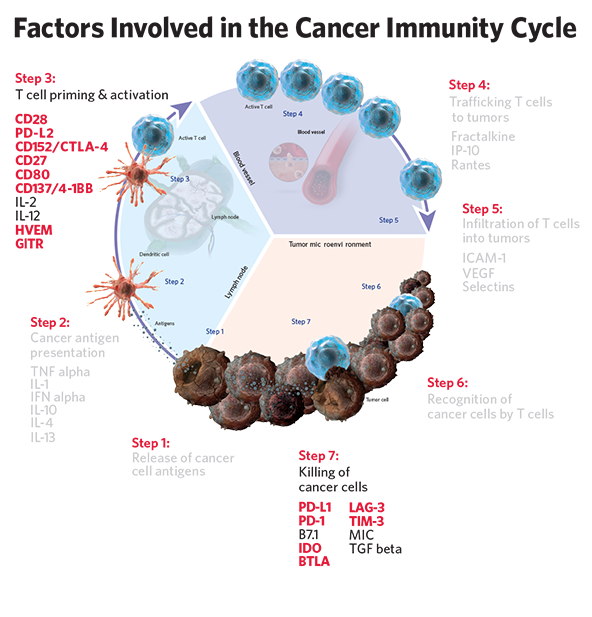 Factors Involved in the Cancer Immunity Cycle
Step 3:
T cell priming & activation
CD28
PD-L2
CD152/CTLA-4
CD27
CD80
CD137/4-1BB
IL-2
IL-12
HVEM
GITR
Step 2:
Cancer antigen
presentation
TNF alpha
IL-1
IFN alpha
IL-10
IL-4
IL-13
Step 1:
Release of cancer
cell antigens
Active T cell
Step 4
Blood vessel
Active T cell
Step 3
Blood vessel
Lymph node
Step 5
Dendritic cell
Tumor mic roenvi ronment
Step 2
Lymph node
Step 6
Antigens
Step 1
Step 7
Tumor cell
Step 4:
Trafficking T cells
to tumors
Fractalkine
IP-10
Rantes
Step 5:
Infiltration of T cells
into tumors
ICAM-1
VEGF
Selectins
Step 6:
Recognition of
cancer cells by T cells
Step 7:
Killing of
cancer cells
PD-L1 LAG-3
PD-1 TIM-3
B7.1 MIC
IDO TGF beta
BTLA